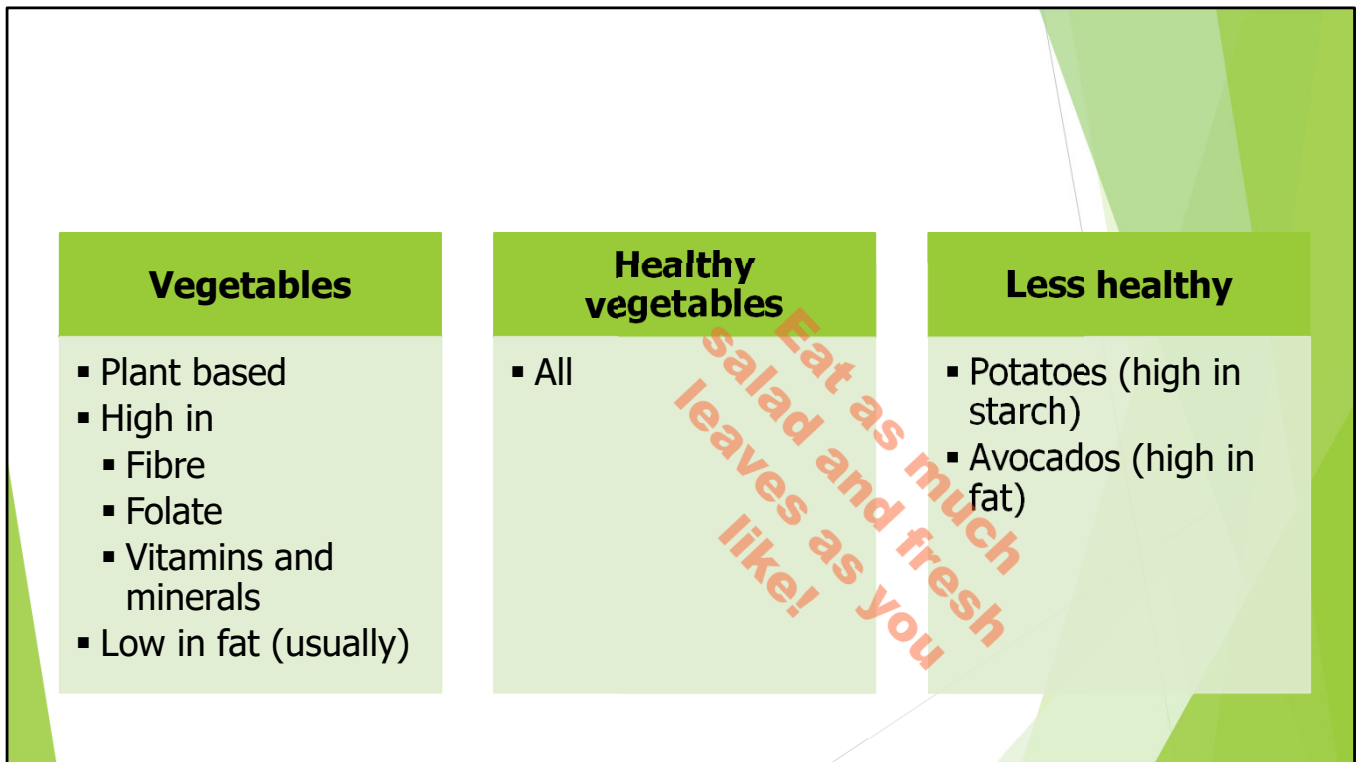 Vegetables
▪ Plant based
▪ High in
▪ Fibre
▪ Folate
▪ Vitamins and
minerals
▪ Low in fat (usually)
Healthy
vegetables
▪ All
Eat as much
salad and fresh
leaves as you
like!
Less healthy
▪ Potatoes (high in
starch)
▪ Avocados (high in
fat)